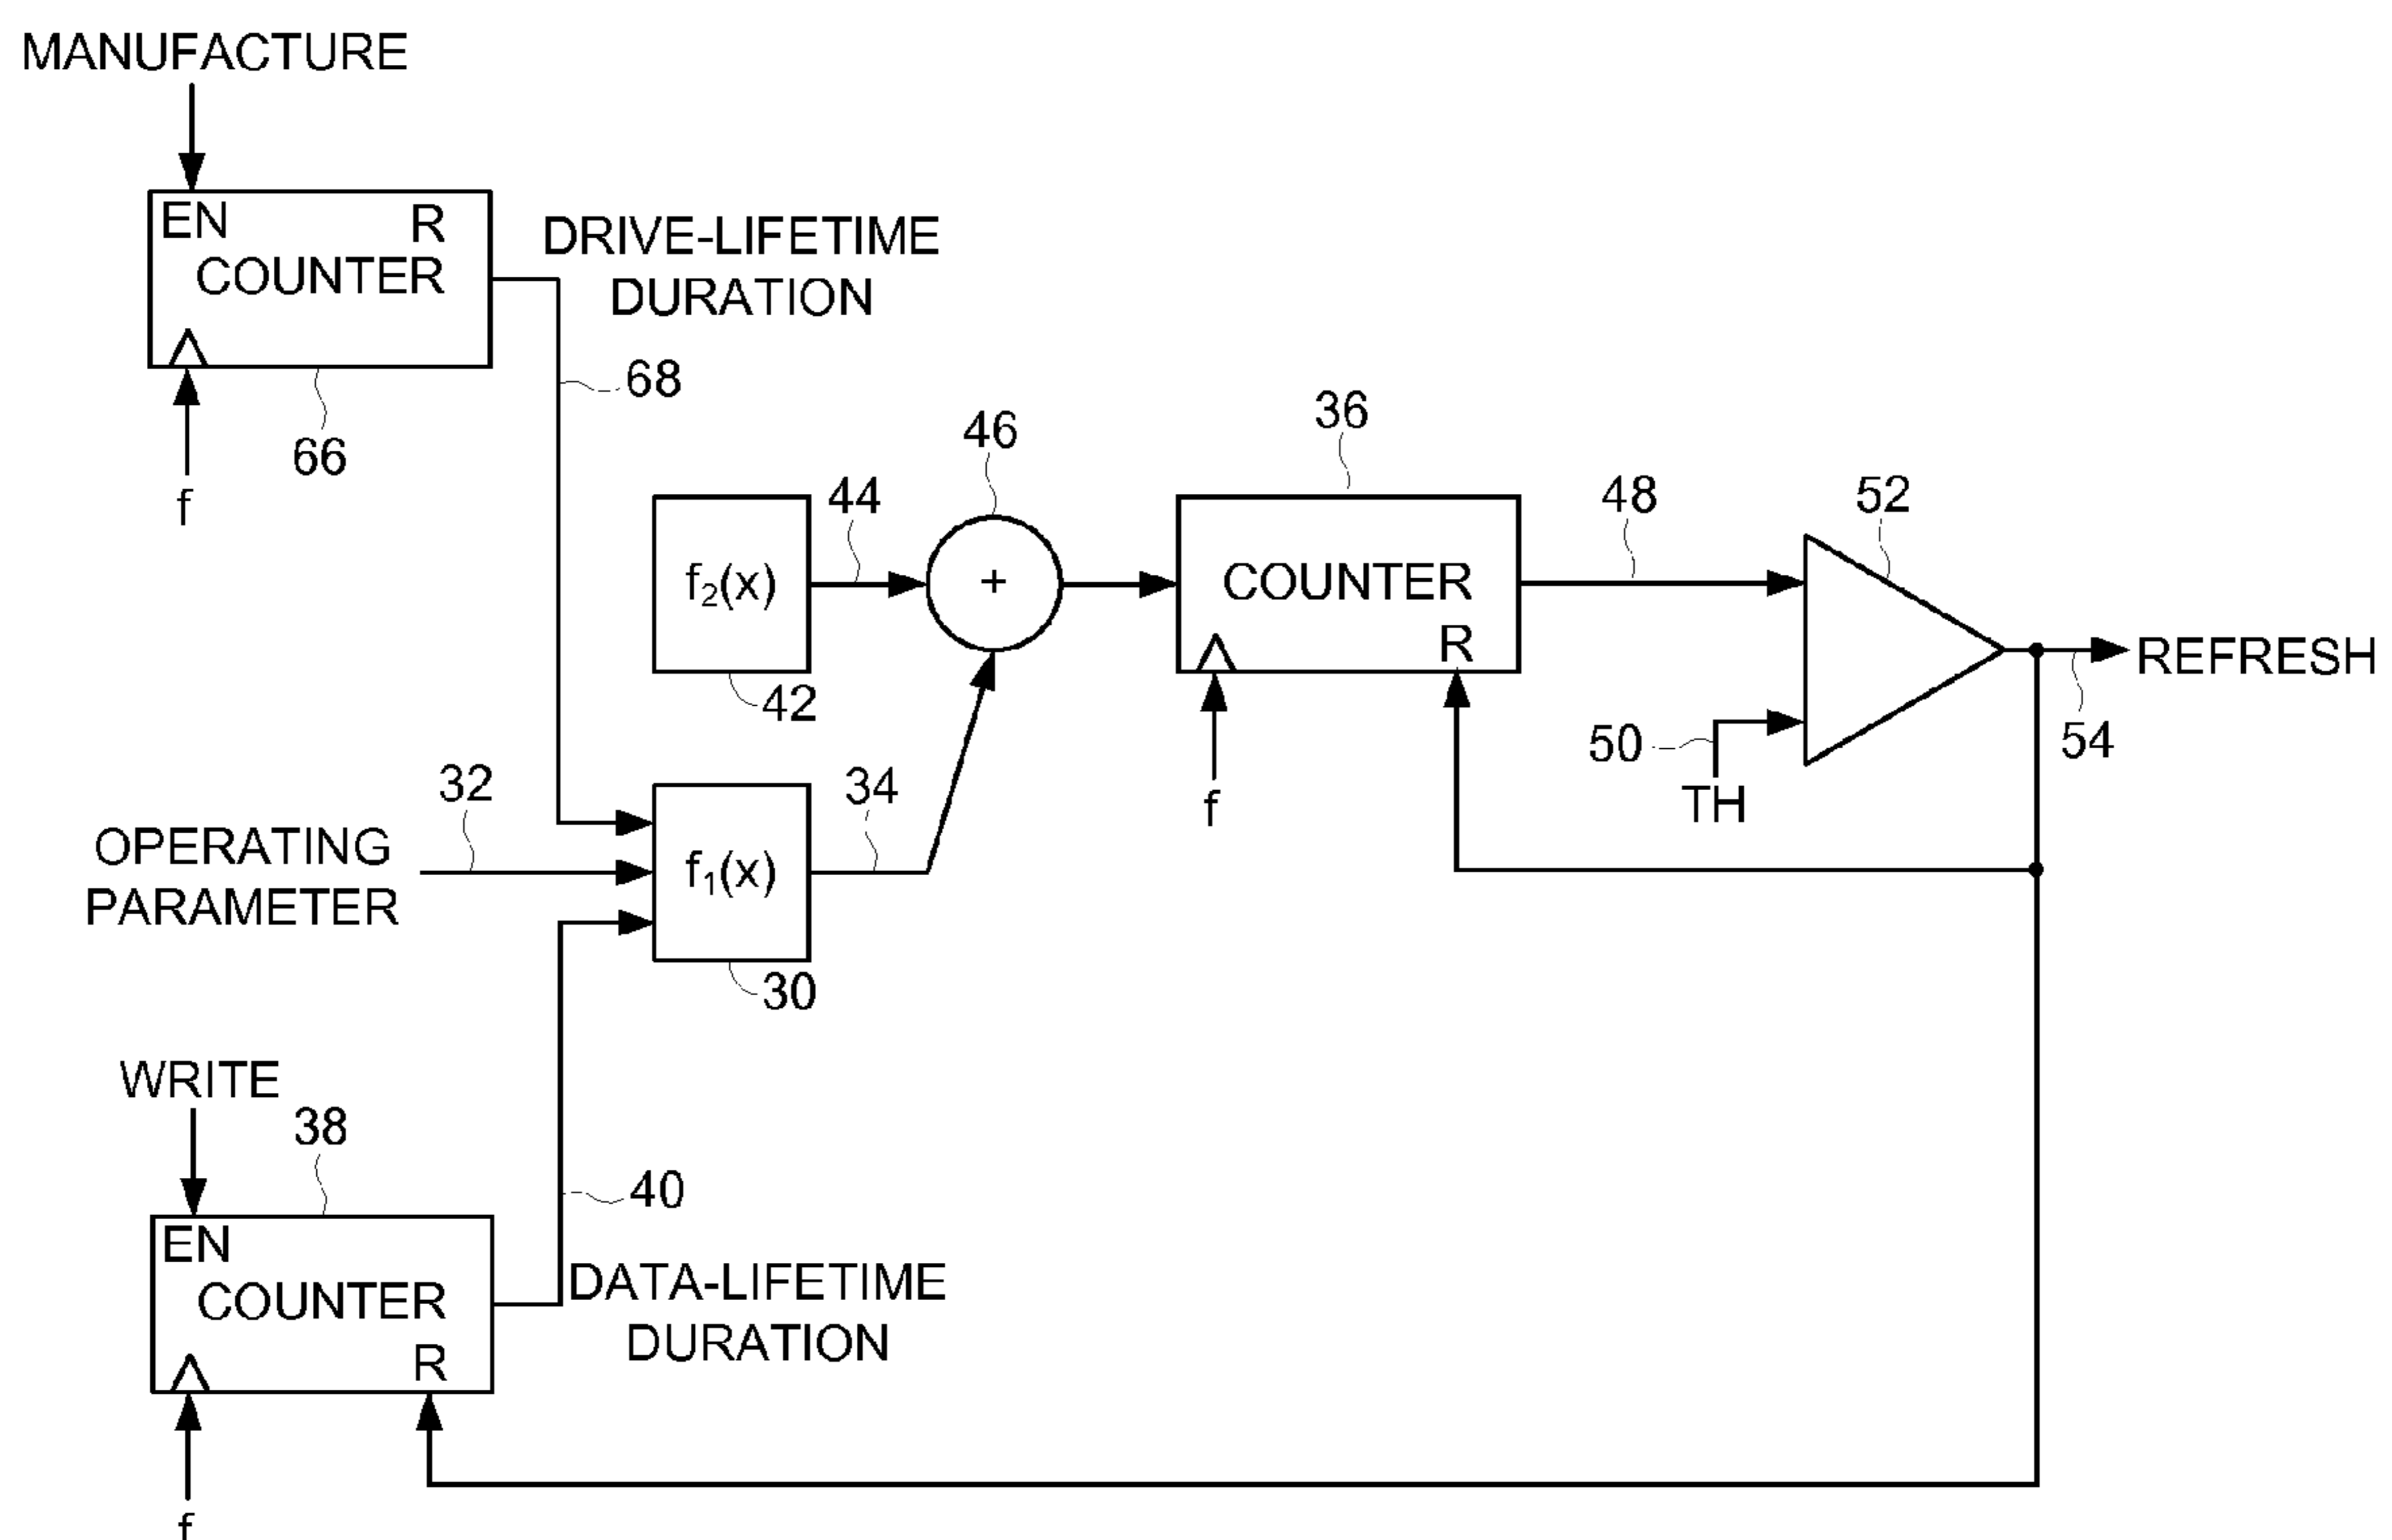 MANUFACTURE
EN R
COUNTER
f
66
DRIVE-LIFETIME
DURATION
68
f₂(x)
42
44
46
36
COUNTER
R
f
48
52
50
TH
REFRESH
54
OPERATING
PARAMETER
32
f₁(x)
30
34
WRITE
38
EN
COUNTER
R
f
40
DATA-LIFETIME
DURATION
+